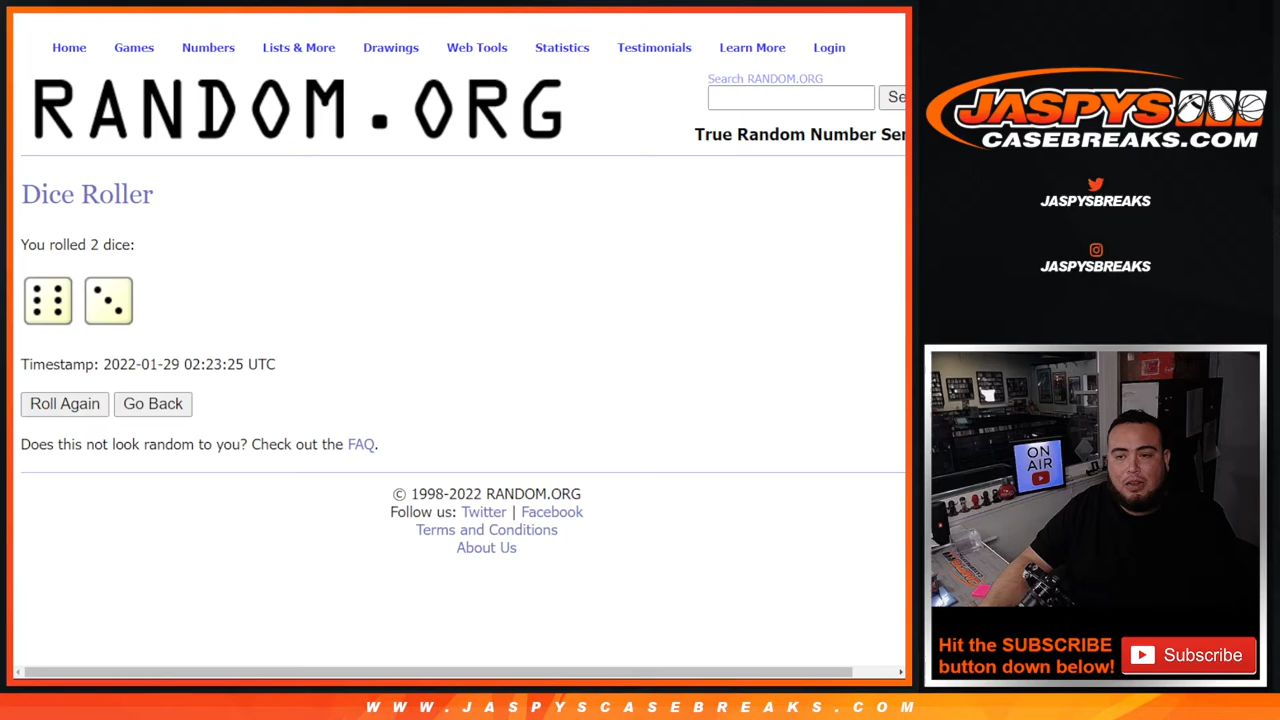 Home Games Numbers Lists & More Drawings Web Tools Statistics Testimonials Learn More Login
RANDOM.ORG
Search RANDOM.ORG
Se
True Random Number Ser
Dice Roller
You rolled 2 dice:
Timestamp: 2022-01-29 02:23:25 UTC
Roll Again Go Back
Does this not look random to you? Check out the FAQ.
© 1998-2022 RANDOM.ORG
Follow us: Twitter | Facebook
Terms and Conditions
About Us
JASPYS
CASEBREAKS.COM
JASPYSBREAKS
JASPYSBREAKS
ON
AIR
Hit the SUBSCRIBE
button down below!
Subscribe
WWW.JASPYSCASEBREAKS.COM